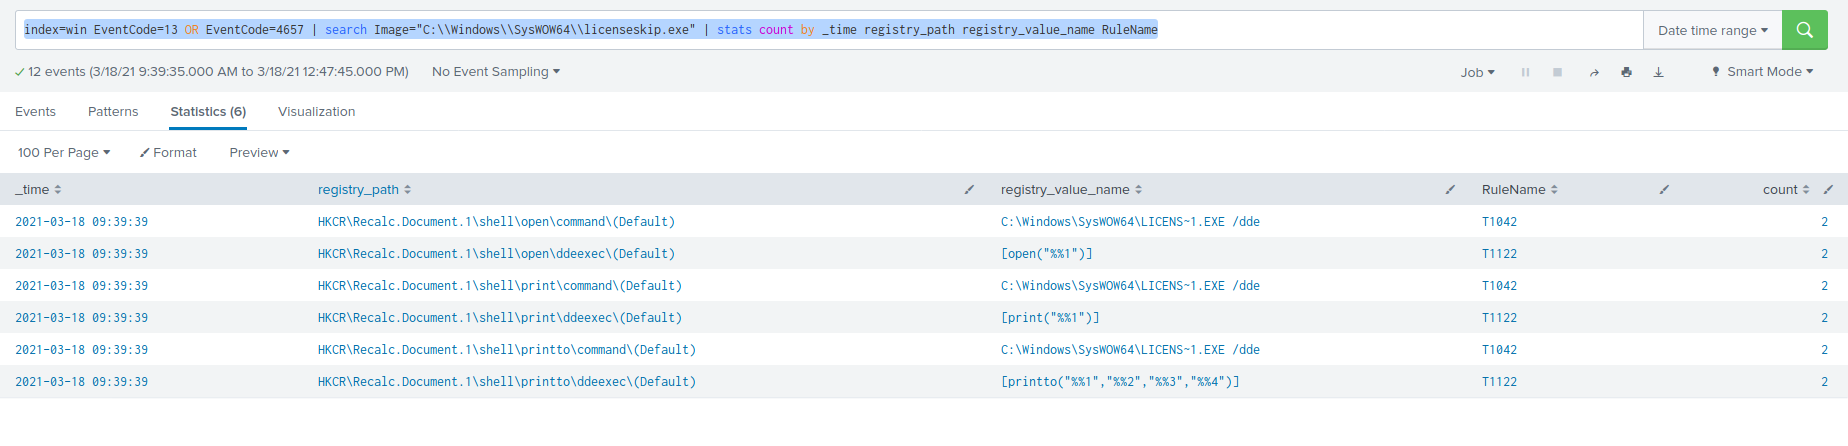 index=win EventCode=13 OR EventCode=4657 | search Image="C:\\Windows\\SysWOW64\\licenseskip.exe" | stats count by _time registry_path registry_value_name RuleName
Date time range
12 events (3/18/21 9:39:35.000 AM to 3/18/21 12:47:45.000 PM) No Event Sampling
Job Smart Mode
Events Patterns Statistics (6) Visualization
100 Per Page Format Preview
_time registry_path registry_value_name RuleName count
2021-03-18 09:39:39 HKCR\Recalc.Document.1\shell\open\command\(Default) C:\Windows\SysWOW64\LICENS~1.EXE /dde T1042 2
2021-03-18 09:39:39 HKCR\Recalc.Document.1\shell\open\ddeexec\(Default) [open("%%1")] T1122 2
2021-03-18 09:39:39 HKCR\Recalc.Document.1\shell\print\command\(Default) C:\Windows\SysWOW64\LICENS~1.EXE /dde T1042 2
2021-03-18 09:39:39 HKCR\Recalc.Document.1\shell\print\ddeexec\(Default) [print("%%1")] T1122 2
2021-03-18 09:39:39 HKCR\Recalc.Document.1\shell\printto\command\(Default) C:\Windows\SysWOW64\LICENS~1.EXE /dde T1042 2
2021-03-18 09:39:39 HKCR\Recalc.Document.1\shell\printto\ddeexec\(Default) [printto("%%1","%%2","%%3","%%4")] T1122 2